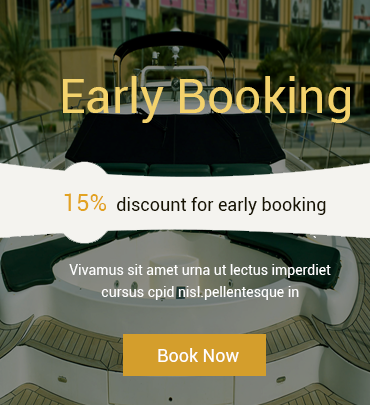 Early Booking
15% discount for early booking
Vivamus sit amet urna ut lectus imperdiet
cursus cpid nisl.pellentesque in
Book Now